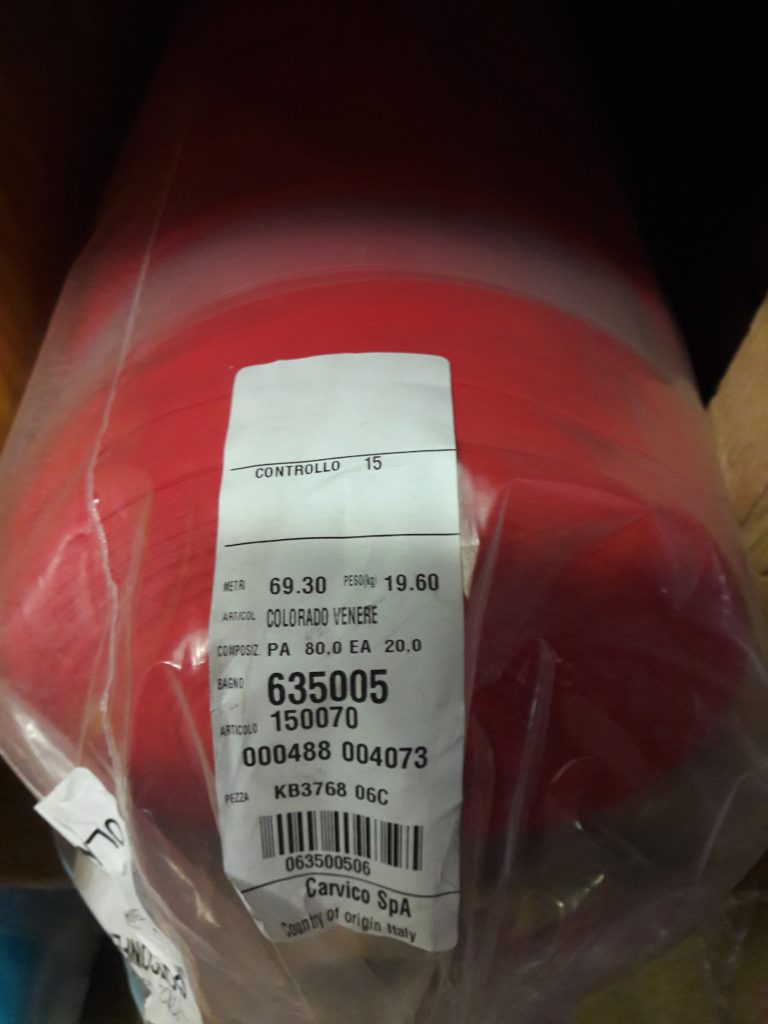 CONTROLLO 15
METRI 69.30 PESO(kg) 19.60
ARTICOL COLORADO VENERE
COMPOSIZ. PA 80,0 EA 20,0
BAGNO 635005
ARTICOLO 150070
000488 004073
PEZZA KB3768 06C
063500506
Carvico SpA
Country of origin Italy